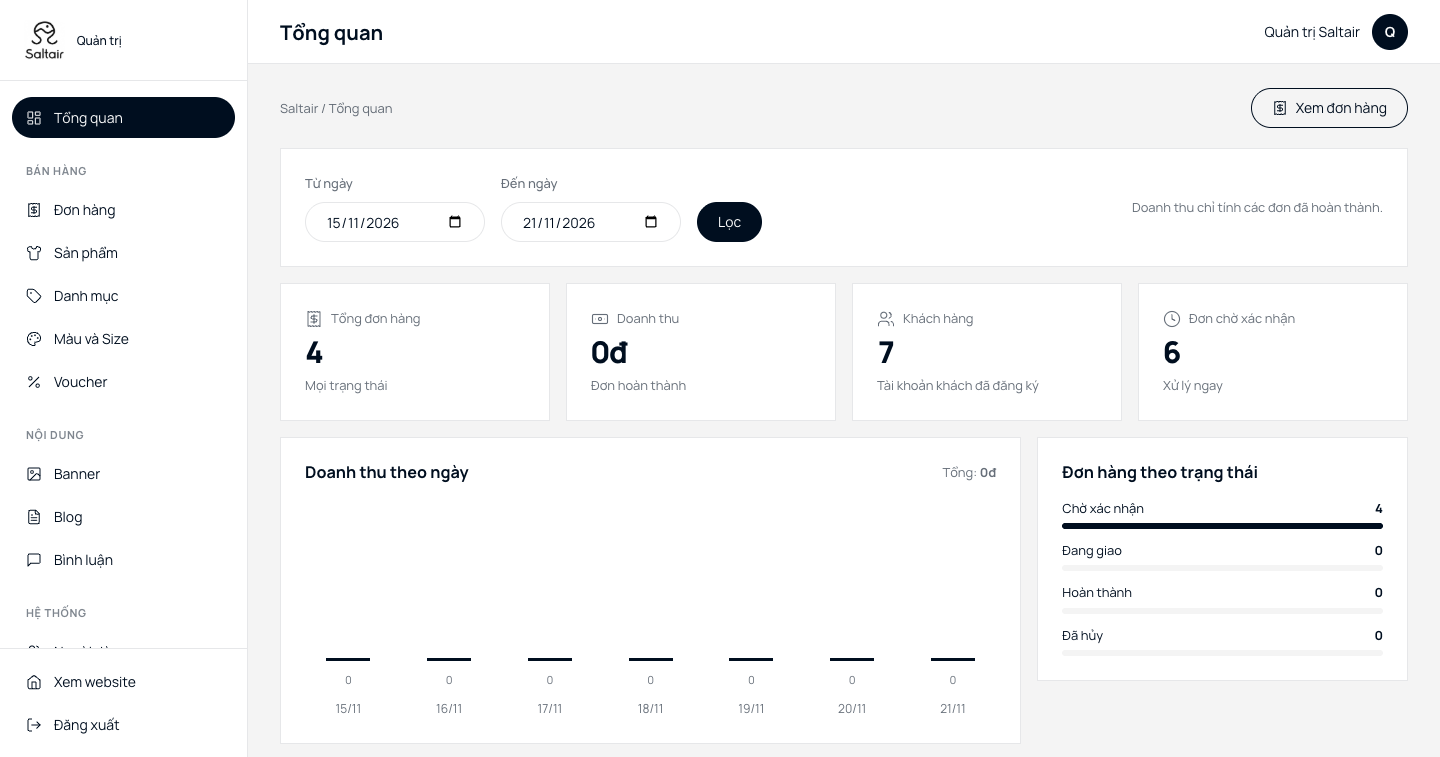 Saltair
Quản trị
Tổng quan
BÁN HÀNG
Đơn hàng
Sản phẩm
Danh mục
Màu và Size
Voucher
NỘI DUNG
Banner
Blog
Bình luận
HỆ THỐNG
Xem website
Đăng xuất
Tổng quan
Quản trị Saltair
Q
Saltair / Tổng quan
Xem đơn hàng
Từ ngày
Đến ngày
15/11/2026
21/11/2026
Lọc
Doanh thu chỉ tính các đơn đã hoàn thành.
Tổng đơn hàng
4
Mọi trạng thái
Doanh thu
0đ
Đơn hoàn thành
Khách hàng
7
Tài khoản khách đã đăng ký
Đơn chờ xác nhận
6
Xử lý ngay
Doanh thu theo ngày
Tổng: 0đ
0 0 0 0 0 0 0
15/11 16/11 17/11 18/11 19/11 20/11 21/11
Đơn hàng theo trạng thái
Chờ xác nhận 4
Đang giao 0
Hoàn thành 0
Đã hủy 0